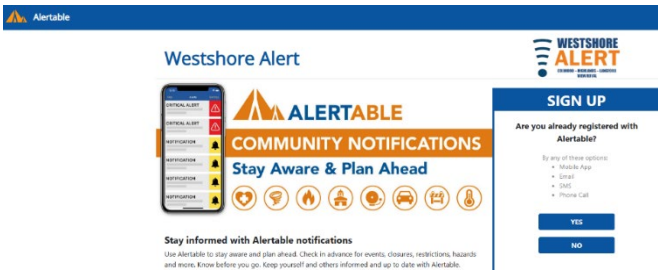 Alertable
Westshore Alert
WESTSHORE
ALERT
CRITICAL ALERT
CRITICAL ALERT
NOTIFICATION
NOTIFICATION
NOTIFICATION
NOTIFICATION
ALERTABLE
COMMUNITY NOTIFICATIONS
Stay Aware & Plan Ahead
Stay informed with Alertable notifications
Use Alertable to stay aware and plan ahead. Check in advance for events, closures, restrictions, hazards
and more. Know before you go. Keep yourself and others informed and up to date with Alertable.
SIGN UP
Are you already registered with
Alertable?
By any of these options:
• Mobile App
• Email
• SMS
• Phone Call
YES
NO